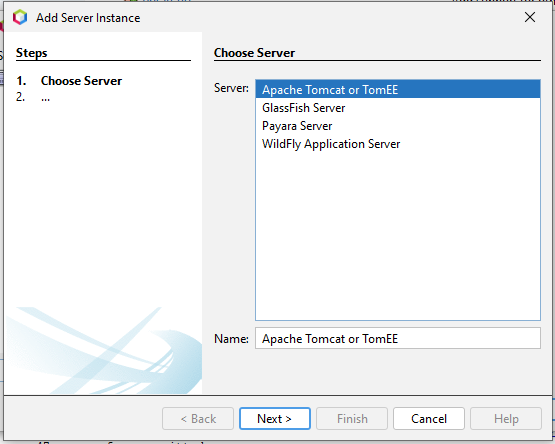 Add Server Instance
Steps
1. Choose Server
2. ...
Choose Server
Server:
Apache Tomcat or TomEE
GlassFish Server
Payara Server
WildFly Application Server
Name: Apache Tomcat or TomEE
< Back
Next >
Finish
Cancel
Help